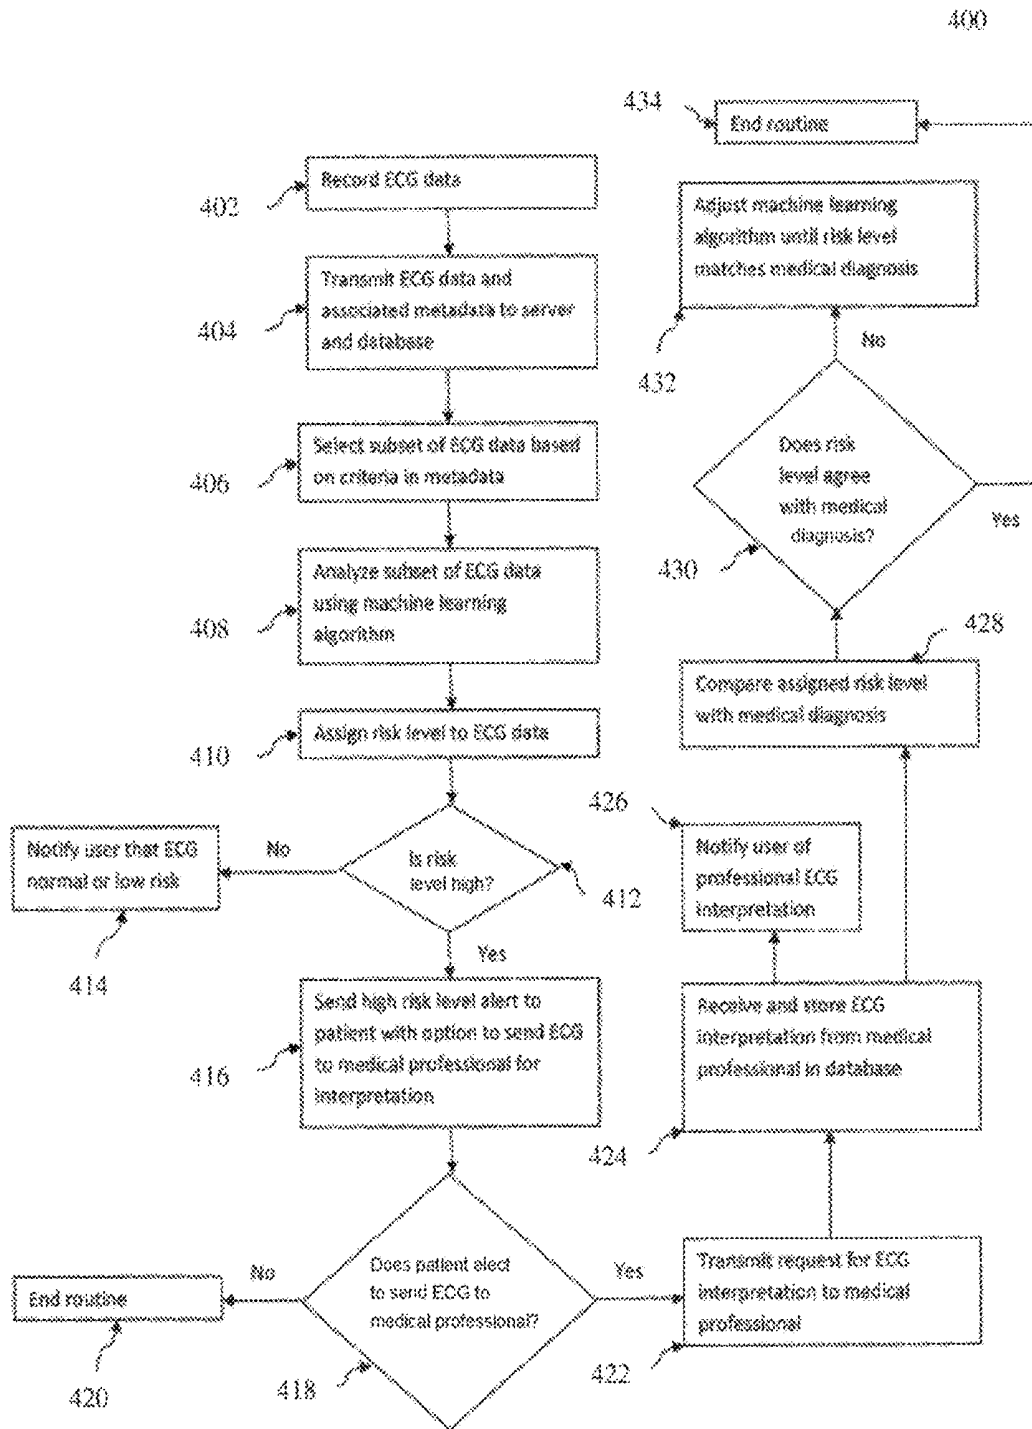 400
402
Record ECG data
404
Transmit ECG data and
associated metadata to server
and database
406
Select subset of ECG data based
on criteria in metadata
408
Analyze subset of ECG data
using machine learning
algorithm
410
Assign risk level to ECG data
Is risk
level high?
412
No
Notify user that ECG
normal or low risk
414
Yes
416
Send high risk level alert to
patient with option to send ECG
to medical professional for
interpretation
Does patient elect
to send ECG to
medical professional?
418
No
End routine
420
Yes
Transmit request for ECG
interpretation to medical
professional
422
Receive and store ECG
interpretation from medical
professional in database
424
426
Notify user of
professional ECG
interpretation
428
Compare assigned risk level
with medical diagnosis
Does risk
level agree
with medical
diagnosis?
430
No
Adjust machine learning
algorithm until risk level
matches medical diagnosis
432
Yes
434
End routine